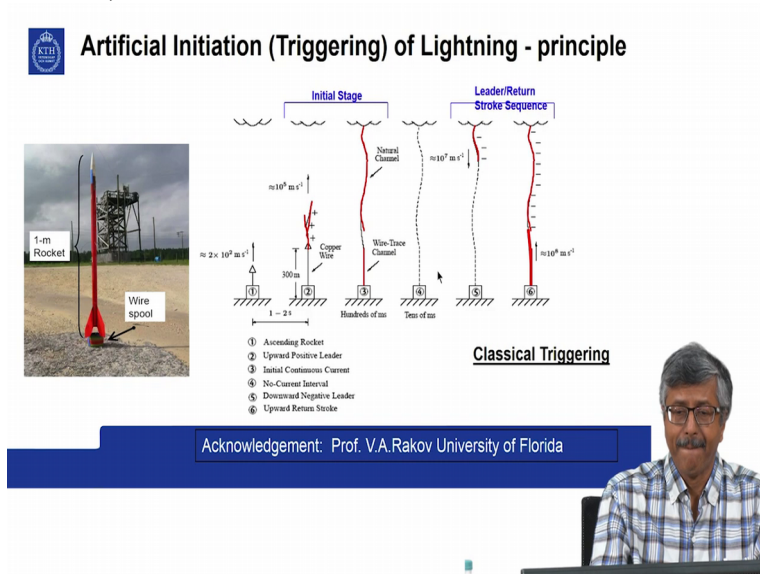 KTH
Artificial Initiation (Triggering) of Lightning - principle
Initial Stage
Leader/Return
Stroke Sequence
1-m
Rocket
Wire
spool
≈ 2× 10² m s⁻¹
≈10⁵ m s⁻¹
300 m
Copper
Wire
Natural
Channel
Wire-Trace
Channel
≈10⁷ m s⁻¹
≈10⁸ m s⁻¹
① ② ③ ④ ⑤ ⑥
1 – 2 s
Hundreds of ms
Tens of ms
① Ascending Rocket
② Upward Positive Leader
③ Initial Continuous Current
④ No-Current Interval
⑤ Downward Negative Leader
⑥ Upward Return Stroke
Classical Triggering
Acknowledgement: Prof. V.A.Rakov University of Florida